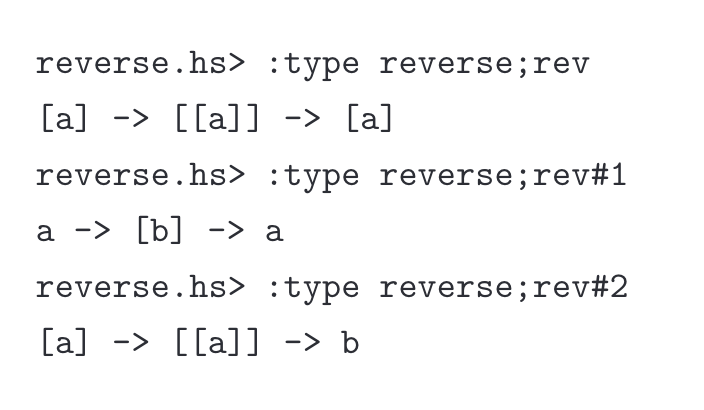 reverse.hs> :type reverse;rev
[a] -> [[a]] -> [a]
reverse.hs> :type reverse;rev#1
a -> [b] -> a
reverse.hs> :type reverse;rev#2
[a] -> [[a]] -> b